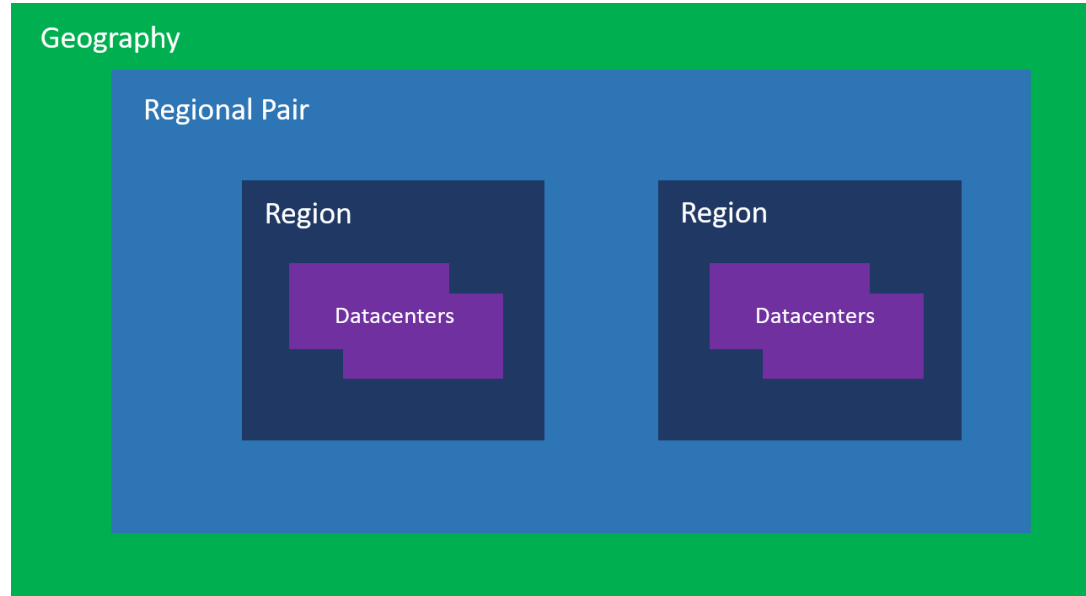 Geography
Regional Pair
Region
Region
Datacenters
Datacenters